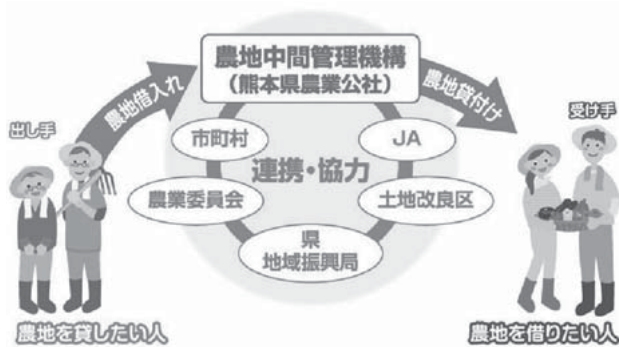 農地中間管理機構
（熊本県農業公社）
農地借入れ
農地貸付け
出し手
受け手
市町村
JA
連携・協力
農業委員会
土地改良区
県
地域振興局
農地を貸したい人
農地を借りたい人